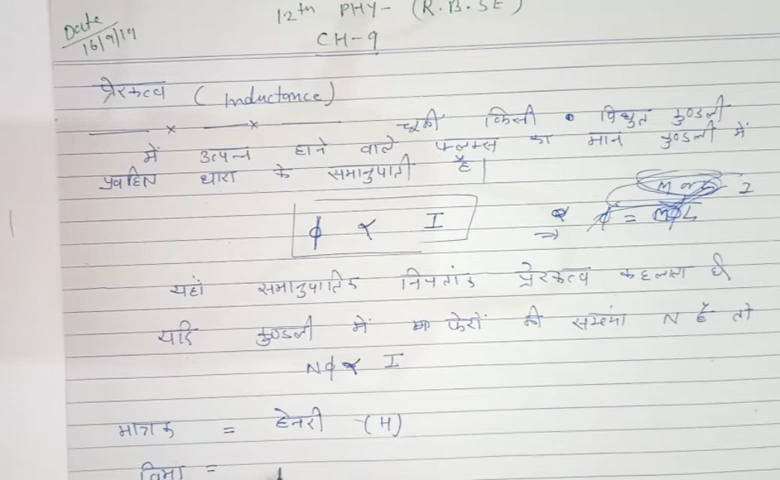 Date
16/9/19
12th PHY- (R.B.SE)
CH-9
प्रेरकत्व (Inductance)
चूकी किसी विधुत कुण्डली
में उत्पन्न होने वाले फ्लक्स का मान कुण्डली में
प्रवाहित धारा के समानुपाती है|
ϕ ∝ I ⇒ ϕ =
यहां समानुपातिक नियतांक प्रेरकत्व कहलाता है
यदि कुण्डली में फेरों की संख्या N है तो
Nϕ ∝ I
मात्रक = हेनरी (H)
विमा =